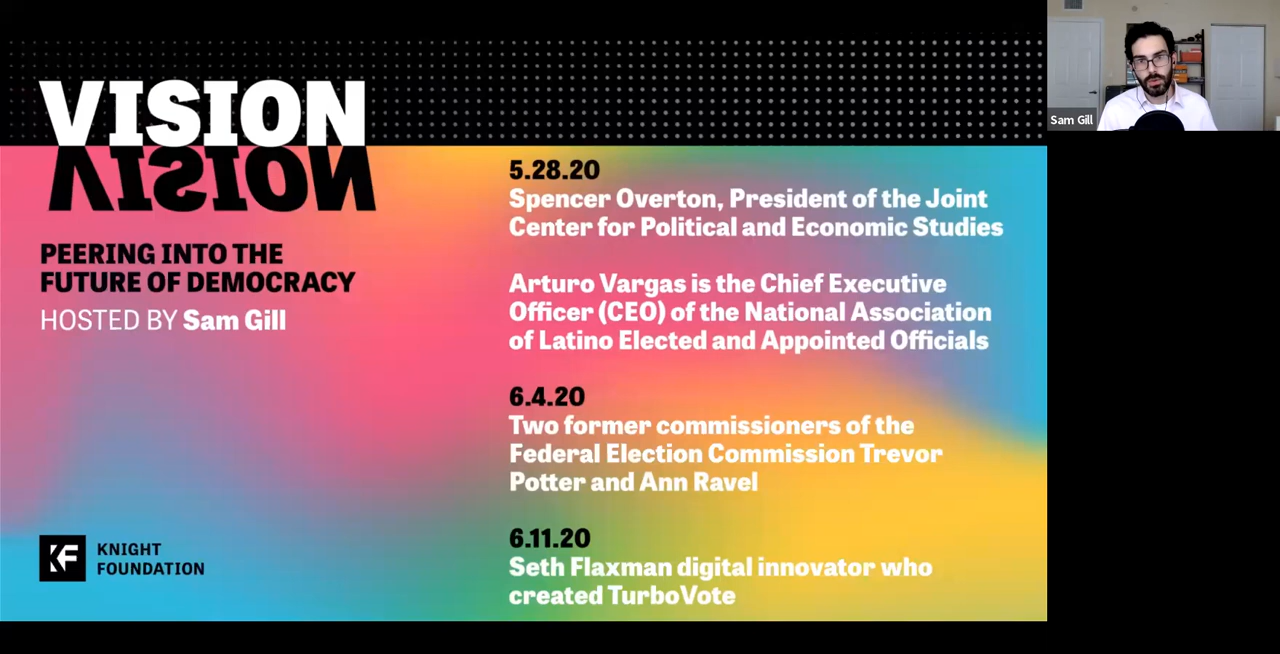 VISION
VISION
PEERING INTO THE
FUTURE OF DEMOCRACY
HOSTED BY Sam Gill
KNIGHT
FOUNDATION
5.28.20
Spencer Overton, President of the Joint
Center for Political and Economic Studies
Arturo Vargas is the Chief Executive
Officer (CEO) of the National Association
of Latino Elected and Appointed Officials
6.4.20
Two former commissioners of the
Federal Election Commission Trevor
Potter and Ann Ravel
6.11.20
Seth Flaxman digital innovator who
created TurboVote
KF
Sam Gill